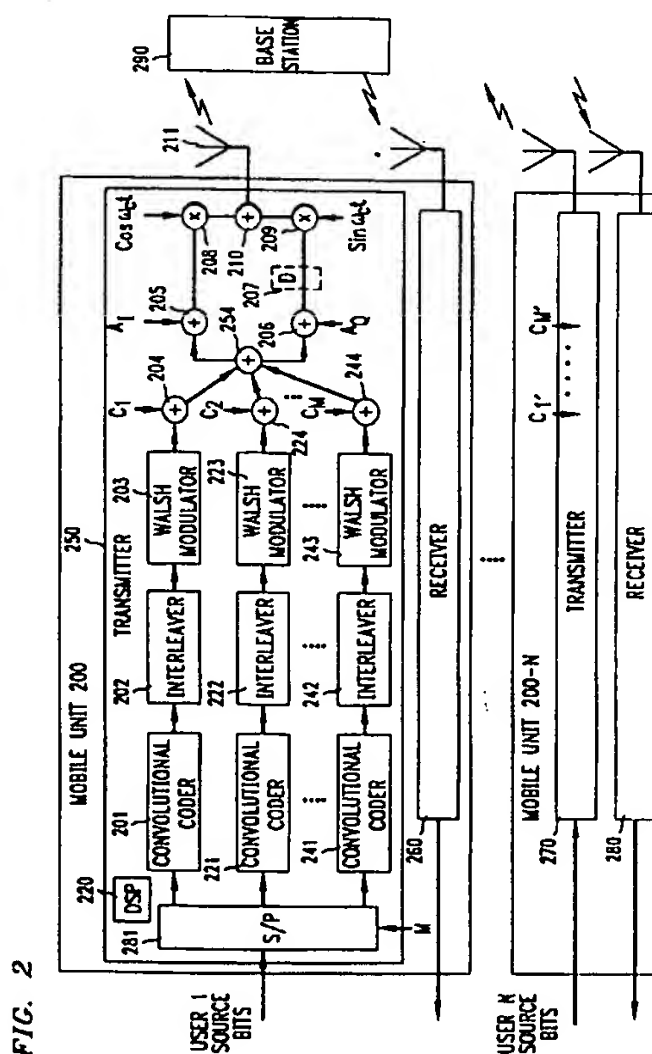 FIG. 2
MOBILE UNIT 200
250
TRANSMITTER
220
DSP
281
S/P
M
USER 1
SOURCE
BITS
201
CONVOLUTIONAL
CODER
202
INTERLEAVER
203
WALSH
MODULATOR
C1
204
221
CONVOLUTIONAL
CODER
222
INTERLEAVER
223
WALSH
MODULATOR
C2
224
241
CONVOLUTIONAL
CODER
242
INTERLEAVER
243
WALSH
MODULATOR
CM
244
254
AI
205
206
AQ
207
D
Cos ωct
208
210
209
Sin ωct
211
290
BASE
STATION
260
RECEIVER
MOBILE UNIT 200-N
USER N
SOURCE
BITS
270
TRANSMITTER
C1'
CM'
280
RECEIVER